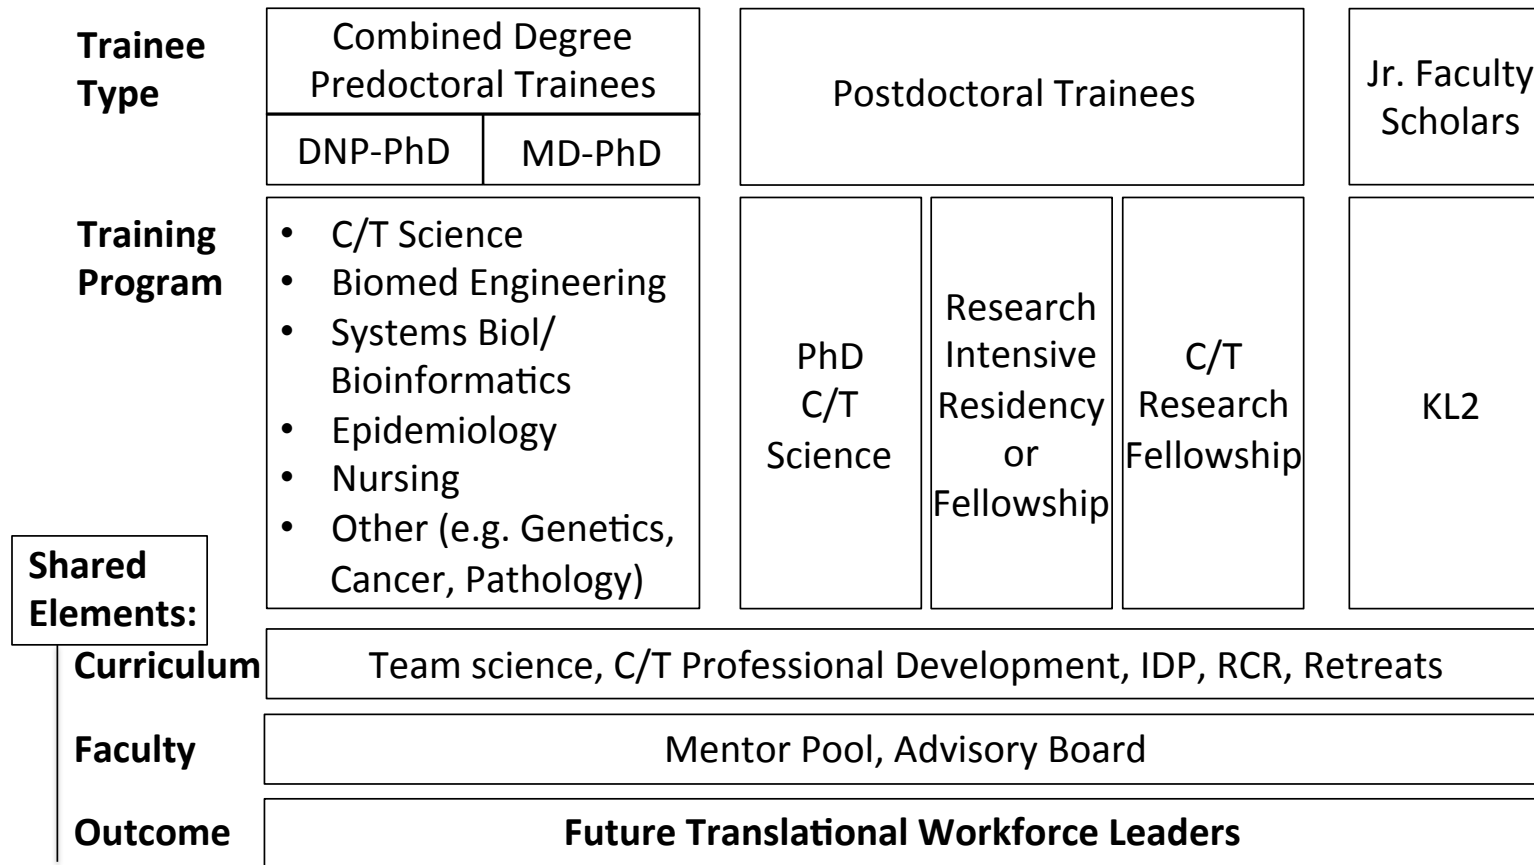 Trainee
Type
Combined Degree
Predoctoral Trainees
DNP-PhD
MD-PhD
Postdoctoral Trainees
Jr. Faculty
Scholars
Training
Program
• C/T Science
• Biomed Engineering
• Systems Biol/
Bioinformatics
• Epidemiology
• Nursing
• Other (e.g. Genetics,
Cancer, Pathology)
PhD
C/T
Science
Research
Intensive
Residency
or
Fellowship
C/T
Research
Fellowship
KL2
Shared
Elements:
Curriculum
Team science, C/T Professional Development, IDP, RCR, Retreats
Faculty
Mentor Pool, Advisory Board
Outcome
Future Translational Workforce Leaders